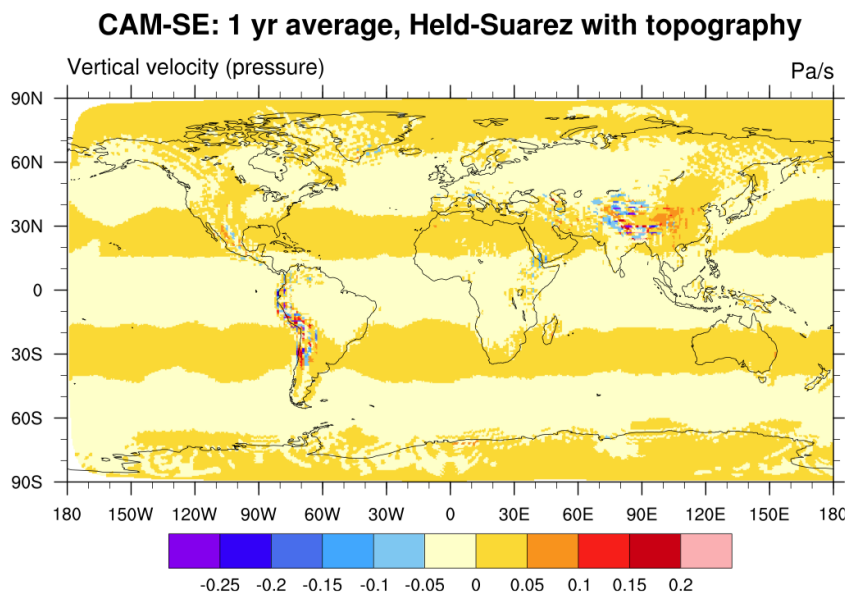 CAM-SE: 1 yr average, Held-Suarez with topography
Vertical velocity (pressure) Pa/s
90N
60N
30N
0
30S
60S
90S
180 150W 120W 90W 60W 30W 0 30E 60E 90E 120E 150E 180
-0.25 -0.2 -0.15 -0.1 -0.05 0 0.05 0.1 0.15 0.2